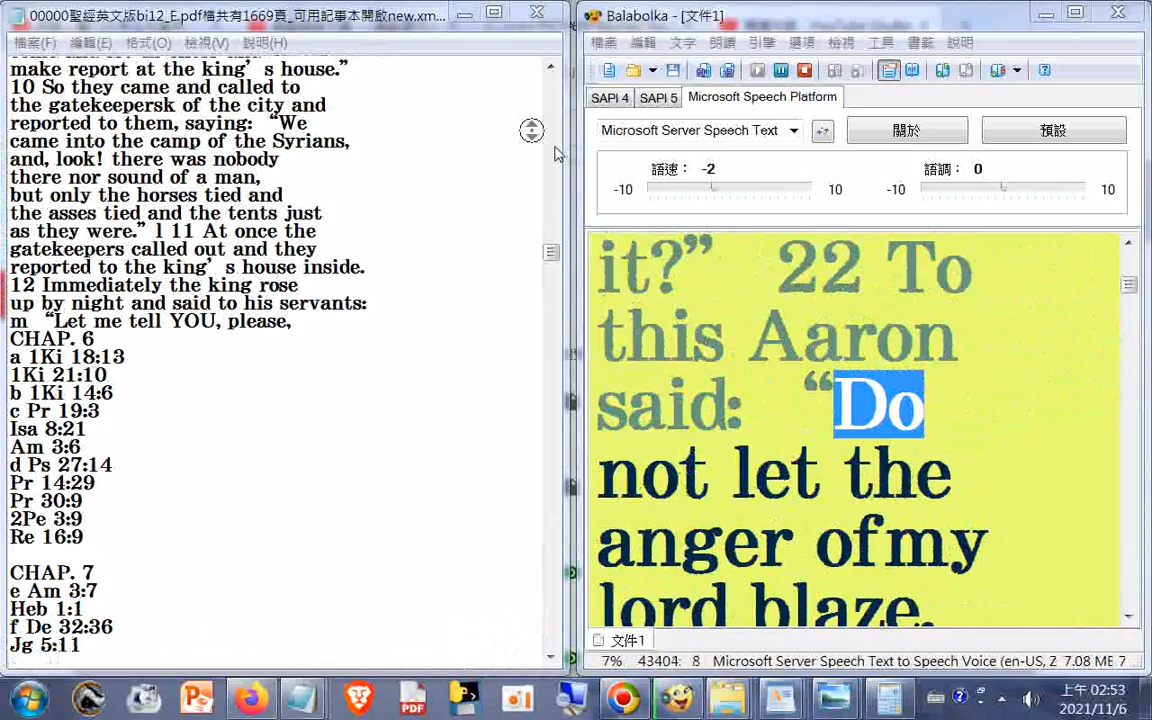 00000聖經英文版bi12_E.pdf檔共有1669頁_可用記事本開啟new.xm...
檔案(F) 編輯(E) 格式(O) 檢視(V) 說明(H)
make report at the king's house.”
10 So they came and called to
the gatekeepersk of the city and
reported to them, saying: “We
came into the camp of the Syrians,
and, look! there was nobody
there nor sound of a man,
but only the horses tied and
the asses tied and the tents just
as they were.” l 11 At once the
gatekeepers called out and they
reported to the king's house inside.
12 Immediately the king rose
up by night and said to his servants:
m “Let me tell YOU, please,
CHAP. 6
a 1Ki 18:13
1Ki 21:10
b 1Ki 14:6
c Pr 19:3
Isa 8:21
Am 3:6
d Ps 27:14
Pr 14:29
Pr 30:9
2Pe 3:9
Re 16:9
CHAP. 7
e Am 3:7
Heb 1:1
f De 32:36
Jg 5:11
Balabolka - [文件1]
檔案 編輯 文字 朗讀 引擎 選項 檢視 工具 書籤 說明
SAPI 4 SAPI 5 Microsoft Speech Platform
Microsoft Server Speech Text 關於 預設
語速： -2 語調： 0
-10 10 -10 10
it?” 22 To
this Aaron
said: “Do
not let the
anger ofmy
lord blaze.
文件1
7% 43404: 8 Microsoft Server Speech Text to Speech Voice (en-US, Z 7.08 ME 7
PDF
上午 02:53
2021/11/6